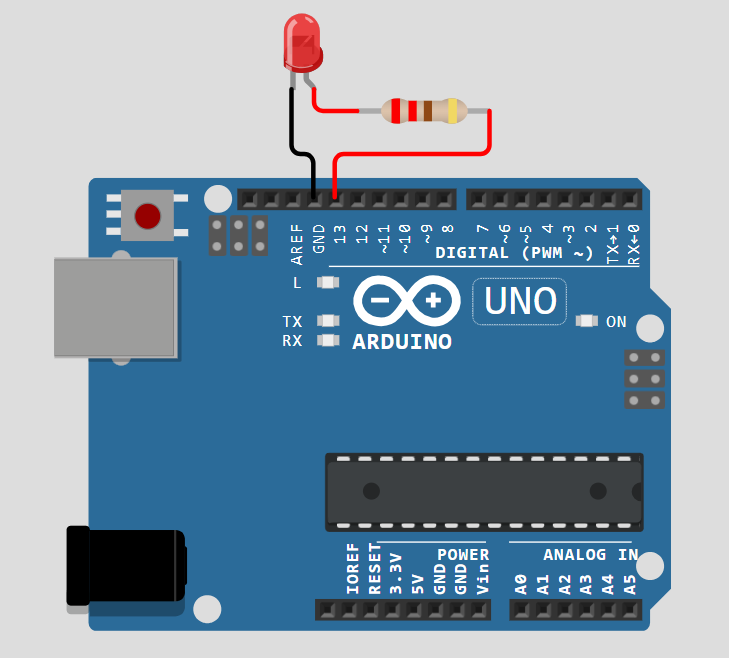 AREF
GND
13
12
~11
~10
~9
8
7
~6
~5
4
~3
2
TX→1
RX←0
DIGITAL (PWM ~)
L
TX
RX
ARDUINO
UNO
ON
POWER
ANALOG IN
IOREF
RESET
3.3V
5V
GND
GND
Vin
A0
A1
A2
A3
A4
A5